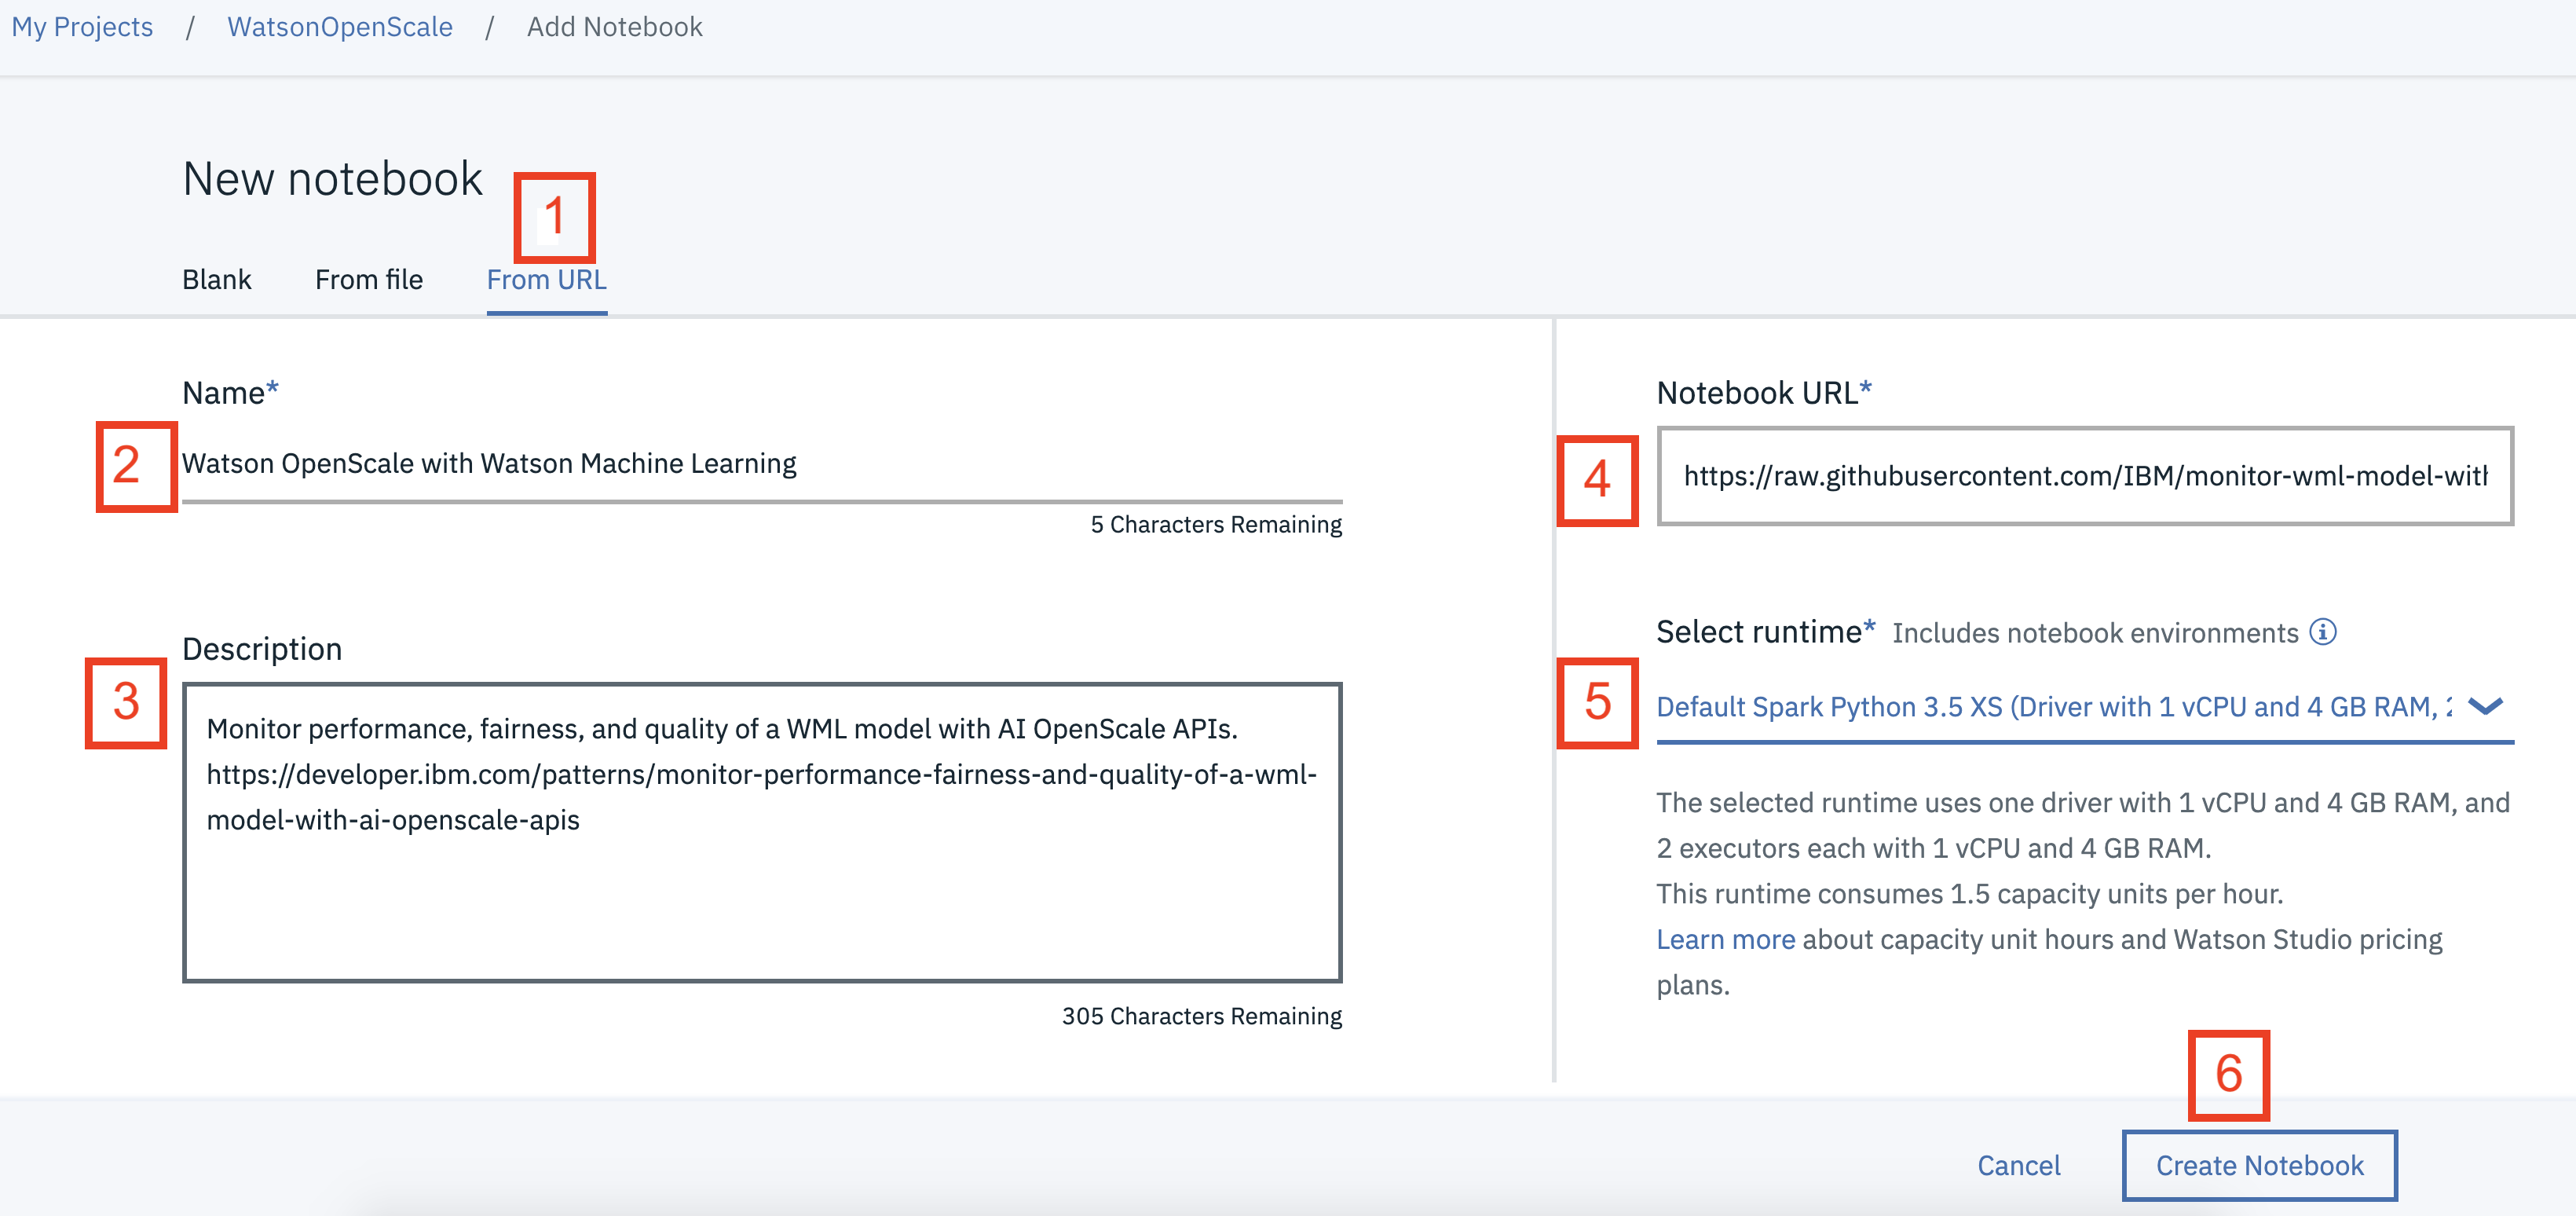 My Projects / WatsonOpenScale / Add Notebook
New notebook
1
Blank From file From URL
Name*
2
Watson OpenScale with Watson Machine Learning
5 Characters Remaining
Description
3
Monitor performance, fairness, and quality of a WML model with AI OpenScale APIs.
https://developer.ibm.com/patterns/monitor-performance-fairness-and-quality-of-a-wml-
model-with-ai-openscale-apis
305 Characters Remaining
Notebook URL*
4
https://raw.githubusercontent.com/IBM/monitor-wml-model-with
Select runtime* Includes notebook environments
5
Default Spark Python 3.5 XS (Driver with 1 vCPU and 4 GB RAM, 2
The selected runtime uses one driver with 1 vCPU and 4 GB RAM, and
2 executors each with 1 vCPU and 4 GB RAM.
This runtime consumes 1.5 capacity units per hour.
Learn more about capacity unit hours and Watson Studio pricing
plans.
6
Cancel Create Notebook